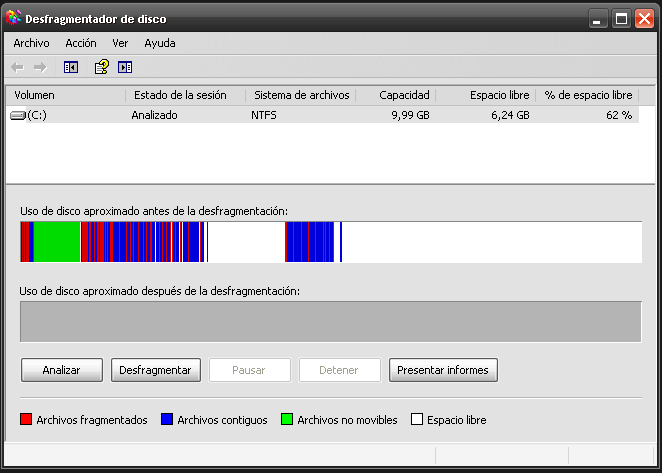 Desfragmentador de disco
Archivo Acción Ver Ayuda
Volumen Estado de la sesión Sistema de archivos Capacidad Espacio libre % de espacio libre
(C:) Analizado NTFS 9,99 GB 6,24 GB 62 %
Uso de disco aproximado antes de la desfragmentación:
Uso de disco aproximado después de la desfragmentación:
Analizar Desfragmentar Pausar Detener Presentar informes
Archivos fragmentados Archivos contiguos Archivos no movibles Espacio libre